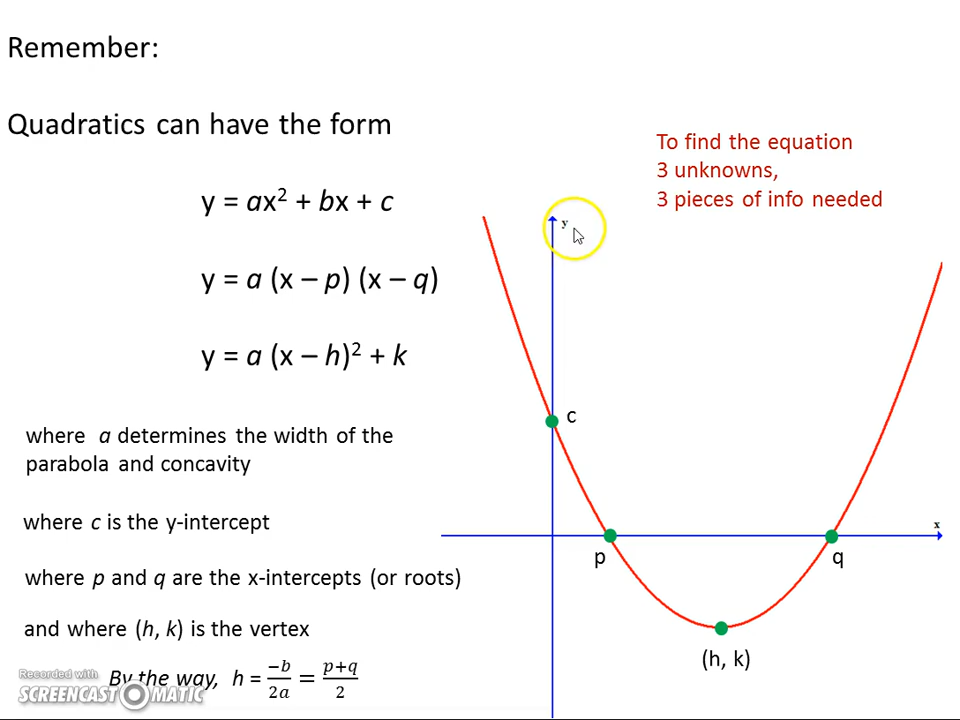 Remember:
Quadratics can have the form
To find the equation
3 unknowns,
3 pieces of info needed
y = ax² + bx + c
y = a (x – p) (x – q)
y = a (x – h)² + k
y
c
x
p
q
(h, k)
where a determines the width of the
parabola and concavity
where c is the y-intercept
where p and q are the x-intercepts (or roots)
and where (h, k) is the vertex
By the way, h = −b/2a = p+q/2
Recorded with
SCREENCAST MATIC